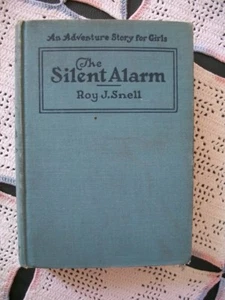 An Adventure Story for Girls
The
Silent Alarm
Roy J. Snell